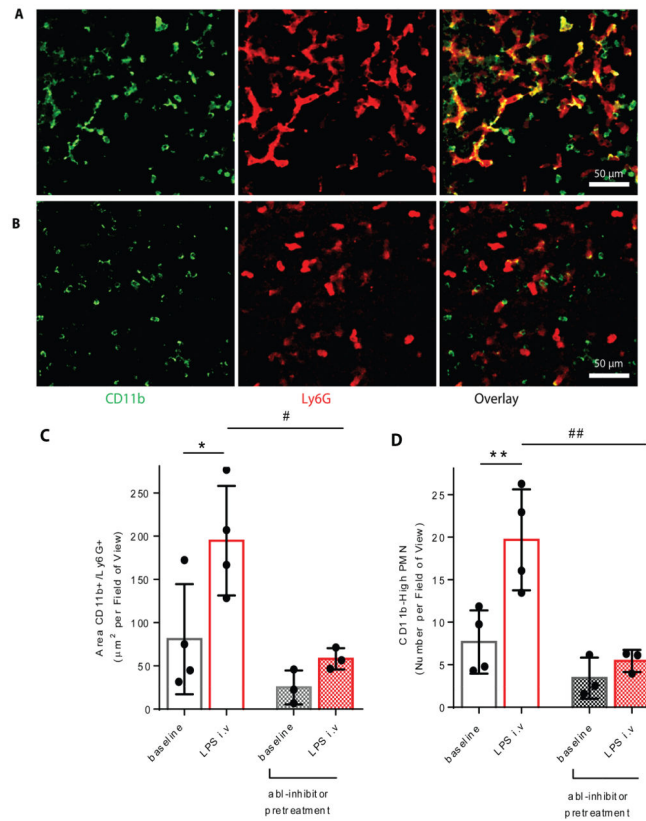 A
50 µm
B
50 µm
CD11b
Ly6G
Overlay
C
#
*
Area CD11b+/Ly6G+
(µm² per Field of View)
250
200
150
100
50
0
baseline
LPS i.v
baseline
LPS i.v
abl-inhibitor
pretreatment
D
##
**
CD11b-High PMN
(Number per Field of View)
25
20
15
10
5
0
baseline
LPS i.v
baseline
LPS i.v
abl-inhibitor
pretreatment